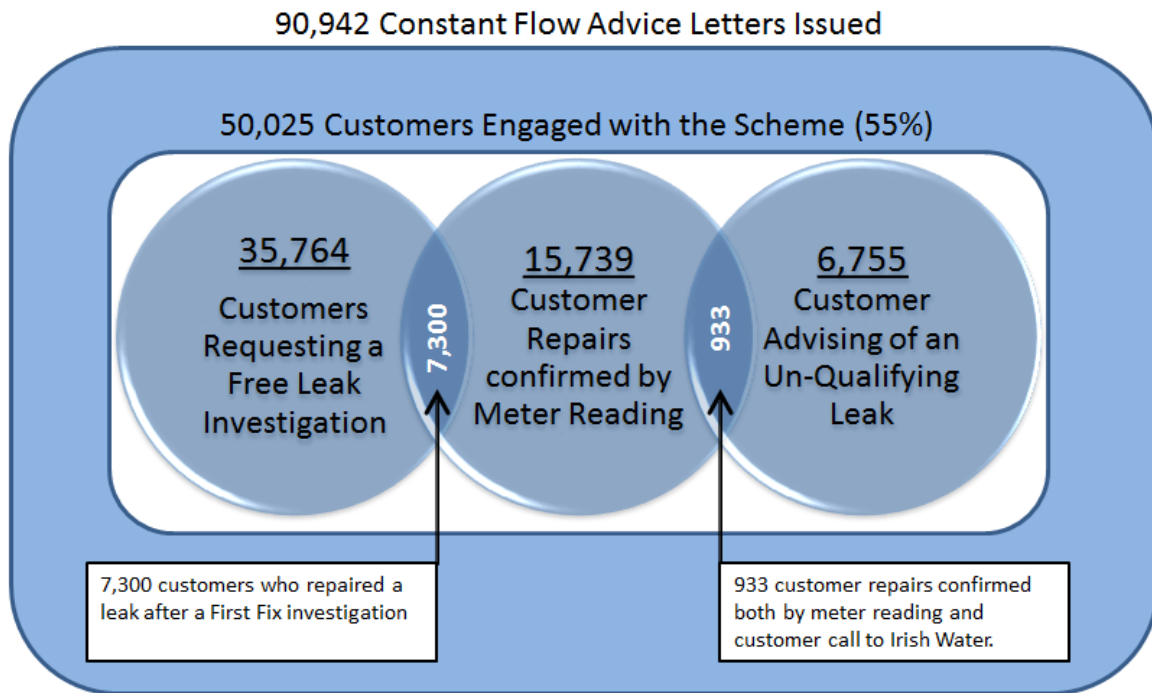 90,942 Constant Flow Advice Letters Issued
50,025 Customers Engaged with the Scheme (55%)
35,764
Customers
Requesting a
Free Leak
Investigation
7,300
15,739
Customer
Repairs
confirmed by
Meter Reading
933
6,755
Customer
Advising of an
Un-Qualifying
Leak
7,300 customers who repaired a
leak after a First Fix investigation
933 customer repairs confirmed
both by meter reading and
customer call to Irish Water.